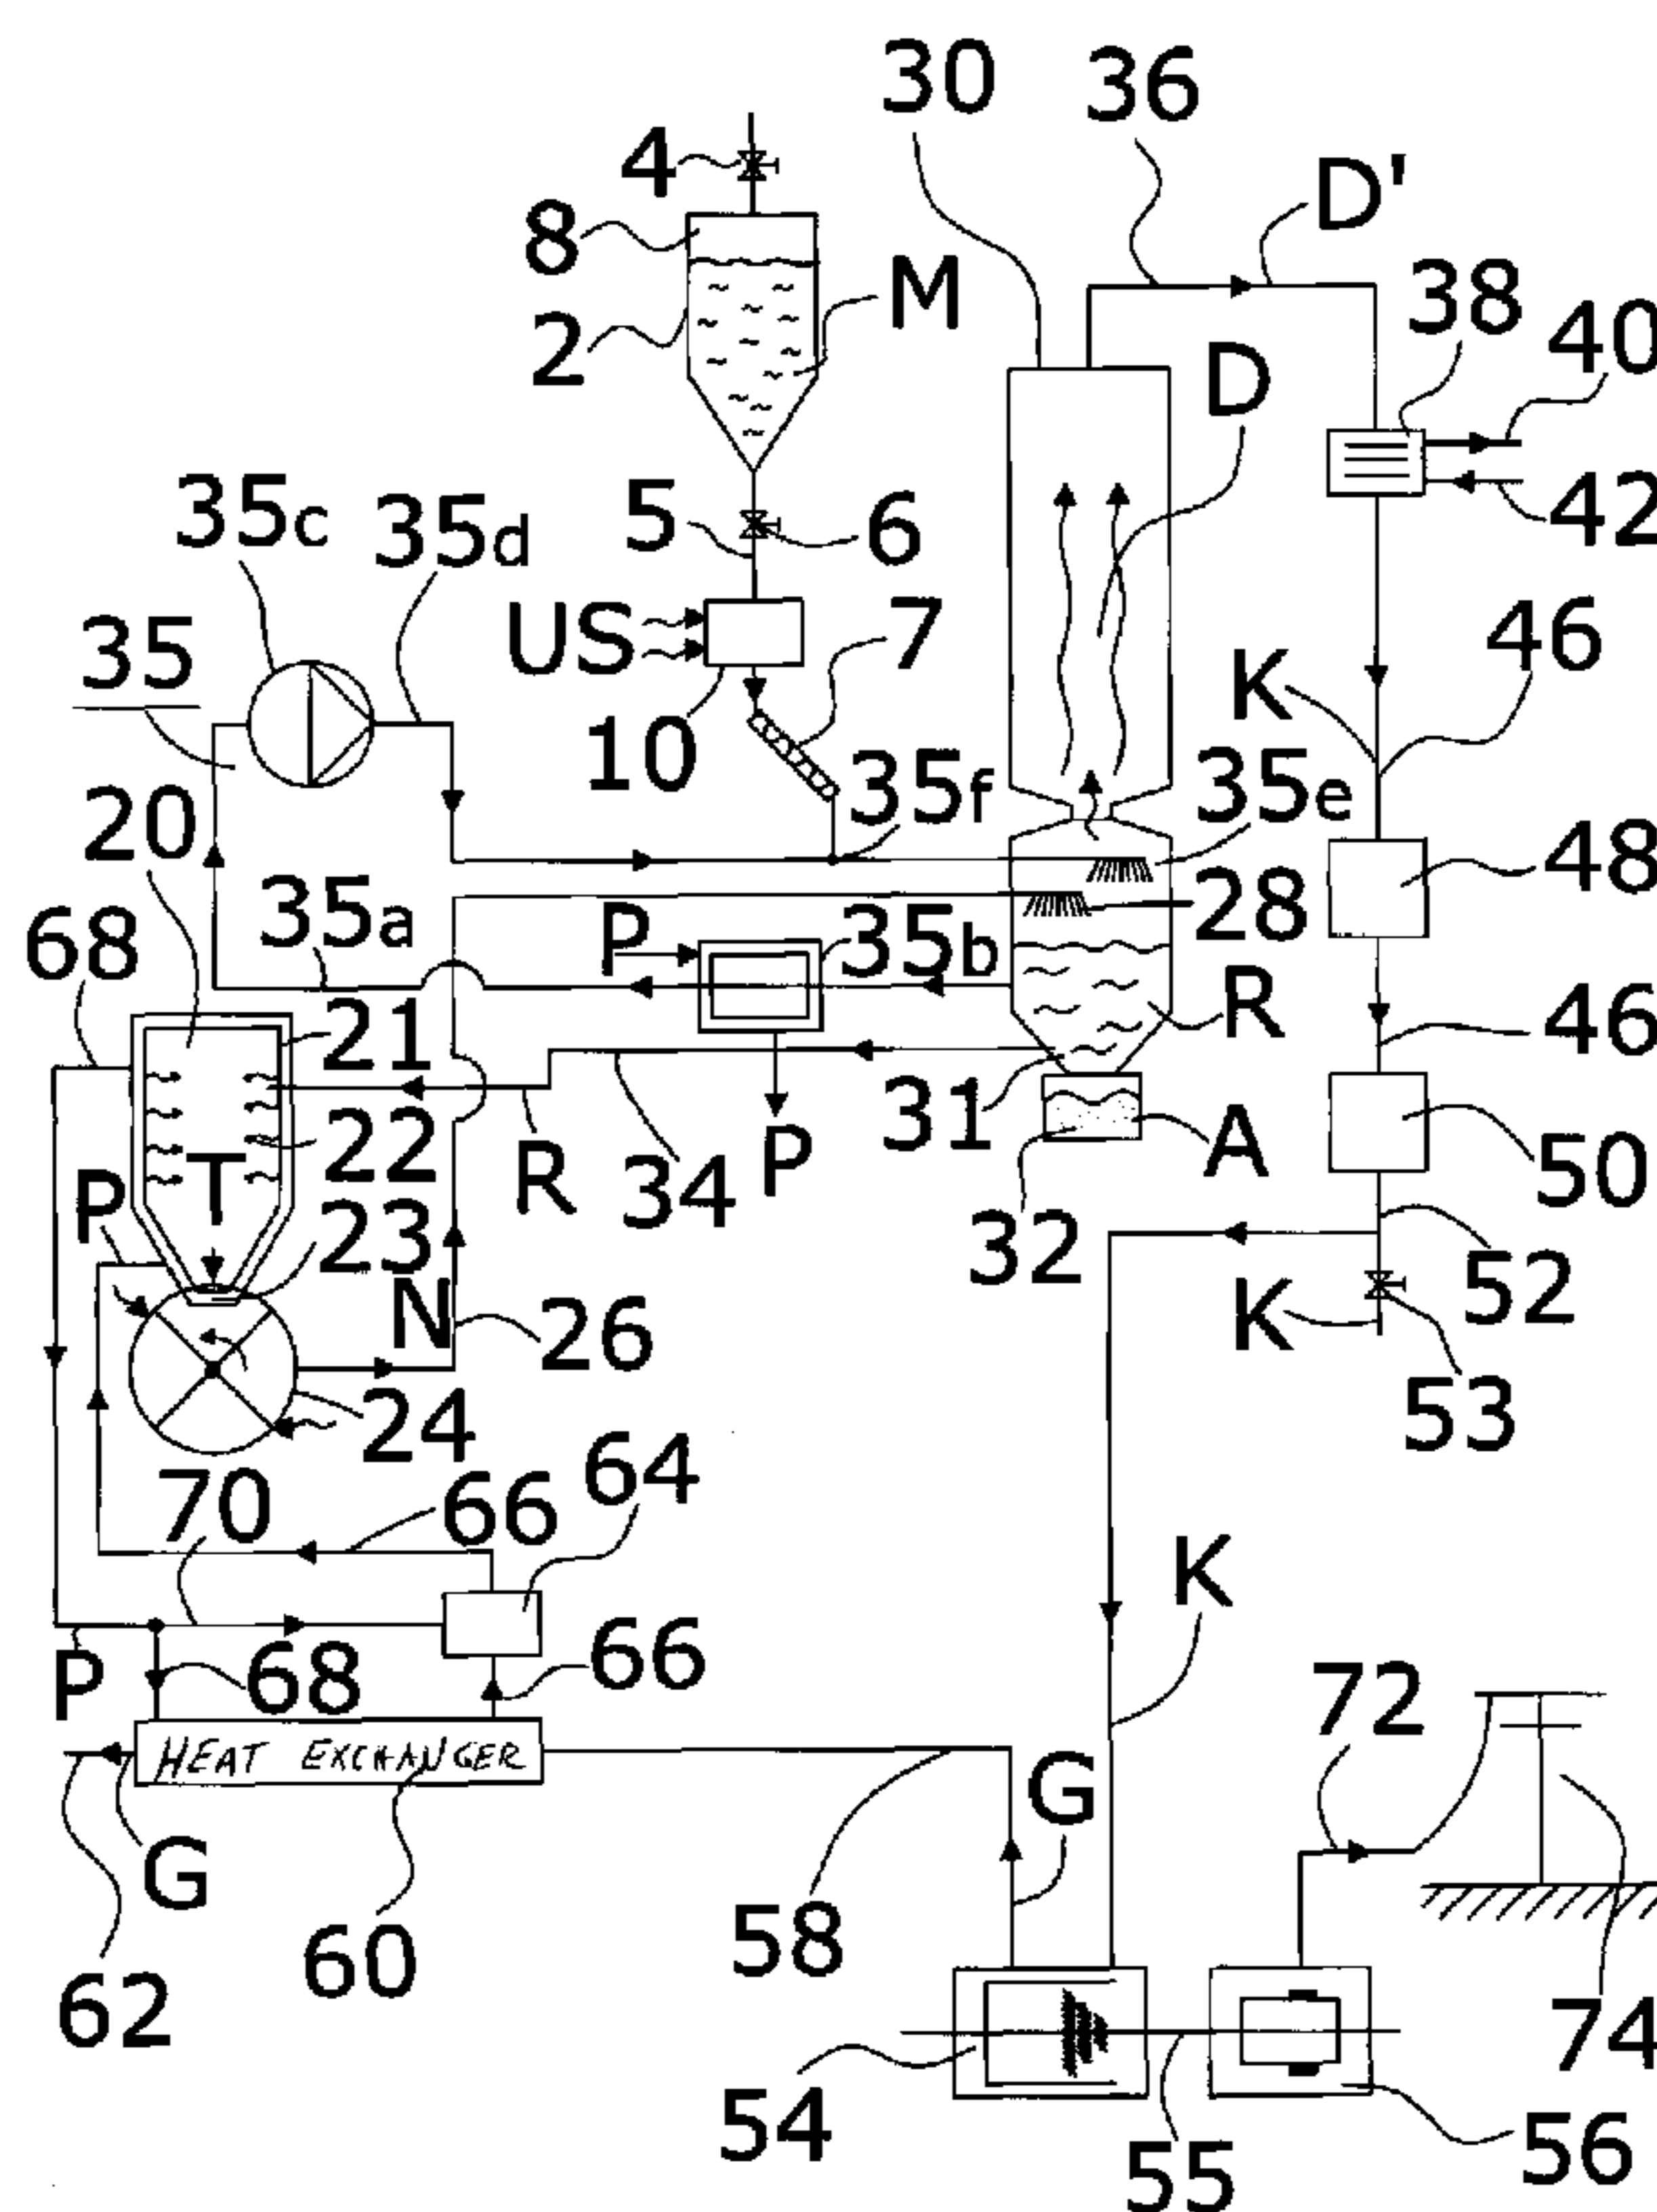 30 36
4 D'
8
M
38
2 40
D
42
35c 35d 5 6
US 7
35 46
K
10
20 35f 35e
48
68 35a P 35b 28
R
21 46
31
22
T R 34 P A 50
P
23 32
52
N 26 K
24 53
64
70 66
K
P 68 66
72
HEAT EXCHANGER
G
G
62 60 58
74
54
55 56